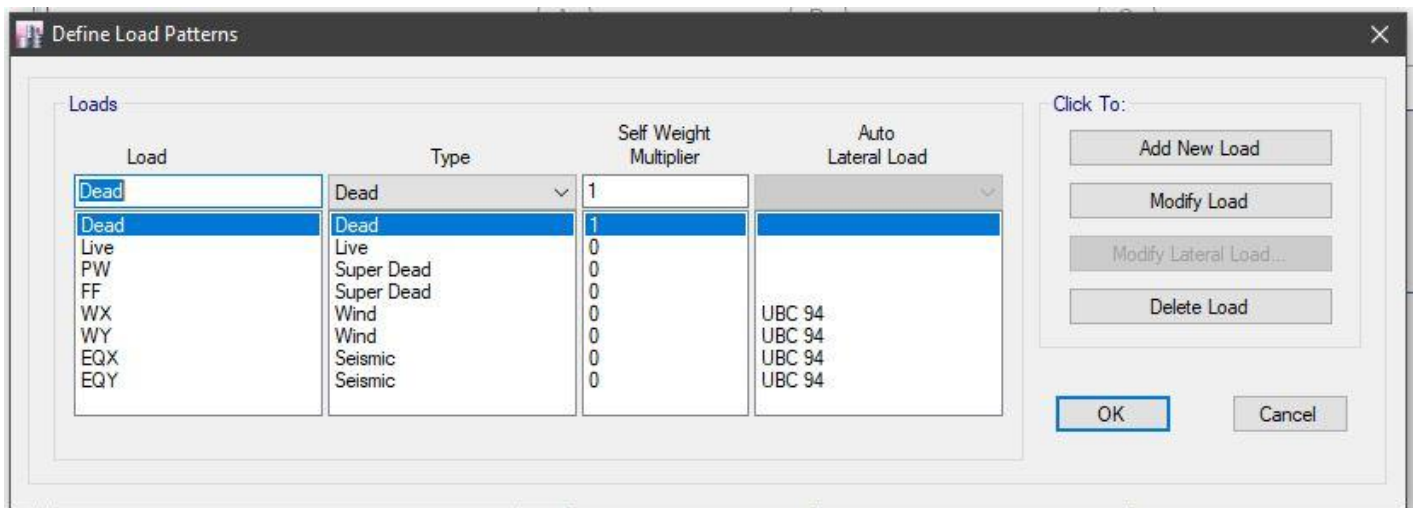 Define Load Patterns
Loads
Click To:
Load Type Self Weight Multiplier Auto Lateral Load
Dead Dead 1
Dead Dead 1
Live Live 0
PW Super Dead 0
FF Super Dead 0
WX Wind 0 UBC 94
WY Wind 0 UBC 94
EQX Seismic 0 UBC 94
EQY Seismic 0 UBC 94
Add New Load
Modify Load
Modify Lateral Load...
Delete Load
OK Cancel